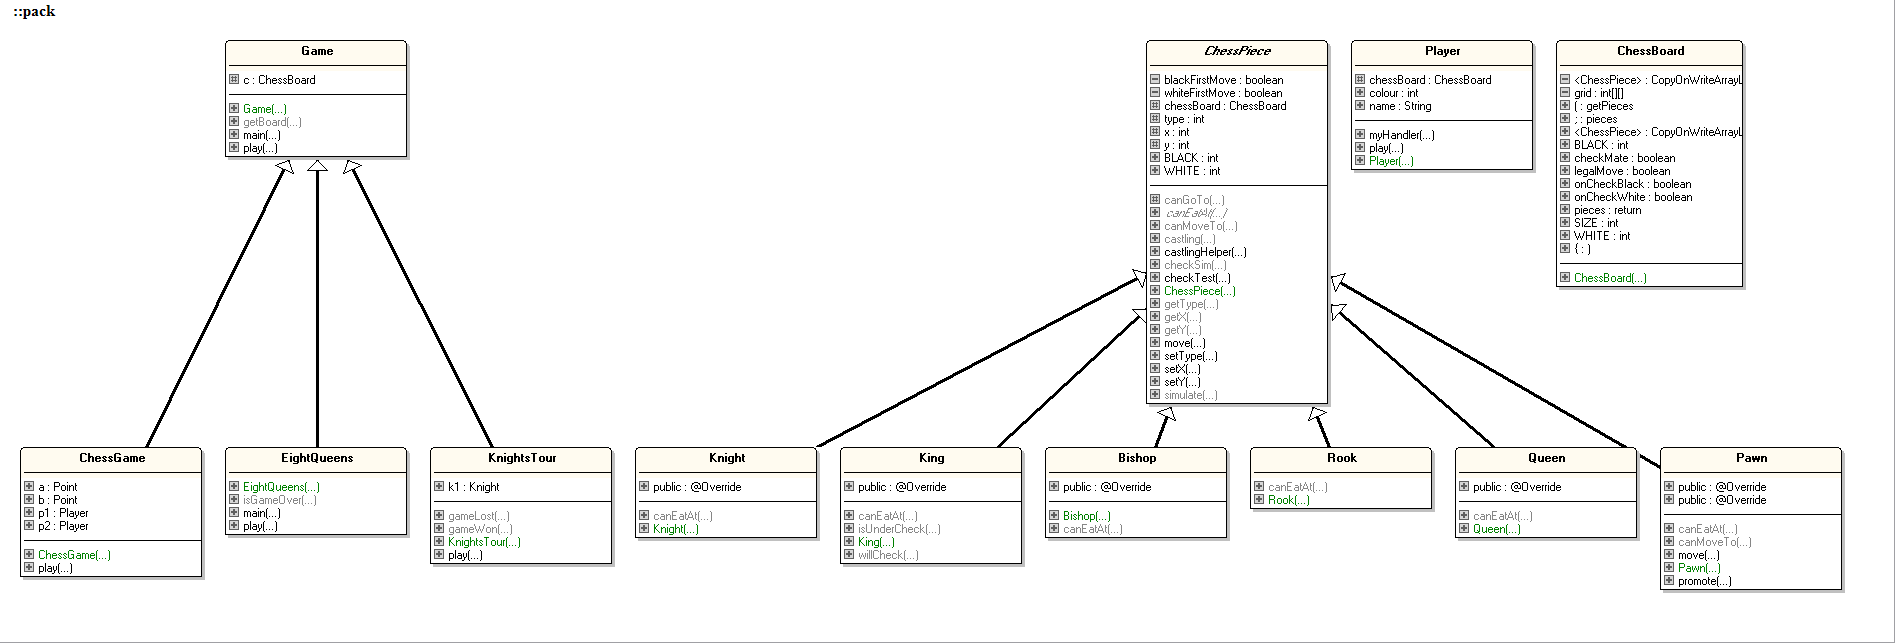 ::pack
Game
c : ChessBoard
Game(...)
getBoard(...)
main(...)
play(...)
ChessPiece
blackFirstMove : boolean
whiteFirstMove : boolean
chessBoard : ChessBoard
type : int
x : int
y : int
BLACK : int
WHITE : int
canGoTo(...)
canEatAt(...)
canMoveTo(...)
castling(...)
castlingHelper(...)
checkSim(...)
checkTest(...)
ChessPiece(...)
getType(...)
getX(...)
getY(...)
move(...)
setType(...)
setX(...)
setY(...)
simulate(...)
Player
chessBoard : ChessBoard
colour : int
name : String
myHandler(...)
play(...)
Player(...)
ChessBoard
<ChessPiece> : CopyOnWriteArrayL
grid : int[][]
( : getPieces
; : pieces
<ChessPiece> : CopyOnWriteArrayL
BLACK : int
checkMate : boolean
legalMove : boolean
onCheckBlack : boolean
onCheckWhite : boolean
pieces : return
SIZE : int
WHITE : int
{ : )
ChessBoard(...)
ChessGame
a : Point
b : Point
p1 : Player
p2 : Player
ChessGame(...)
play(...)
EightQueens
EightQueens(...)
isGameOver(...)
main(...)
play(...)
KnightsTour
k1 : Knight
gameLost(...)
gameWon(...)
KnightsTour(...)
play(...)
Knight
public : @Override
canEatAt(...)
Knight(...)
King
public : @Override
canEatAt(...)
isUnderCheck(...)
King(...)
willCheck(...)
Bishop
public : @Override
Bishop(...)
canEatAt(...)
Rook
canEatAt(...)
Rook(...)
Queen
public : @Override
canEatAt(...)
Queen(...)
Pawn
public : @Override
public : @Override
canEatAt(...)
canMoveTo(...)
move(...)
Pawn(...)
promote(...)